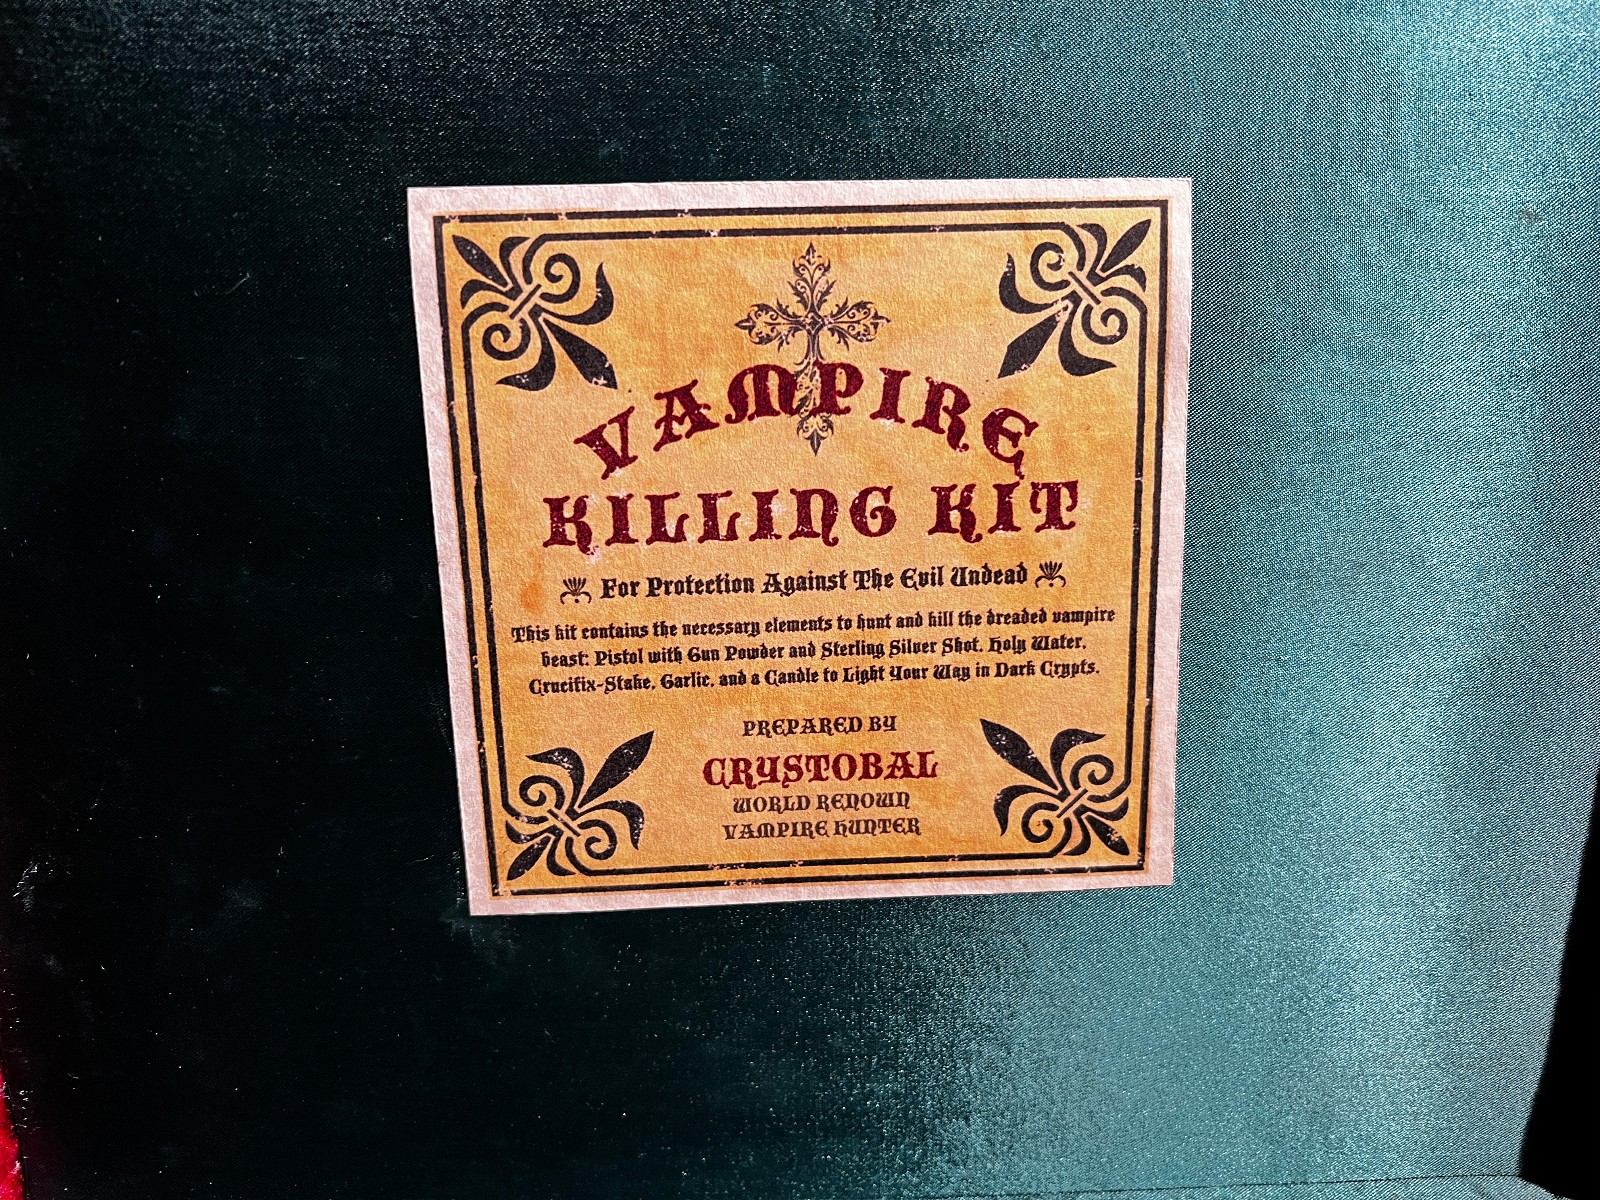 VAMPIRE
KILLING KIT
For Protection Against The Evil Undead
This kit contains the necessary elements to hunt and kill the dreaded vampire
beast: Pistol with Gun Powder and Sterling Silver Shot, Holy Water,
Crucifix-Stake, Garlic, and a Candle to Light Your Way in Dark Crypts.
PREPARED BY
CRYSTOBAL
WORLD RENOWN
VAMPIRE HUNTER